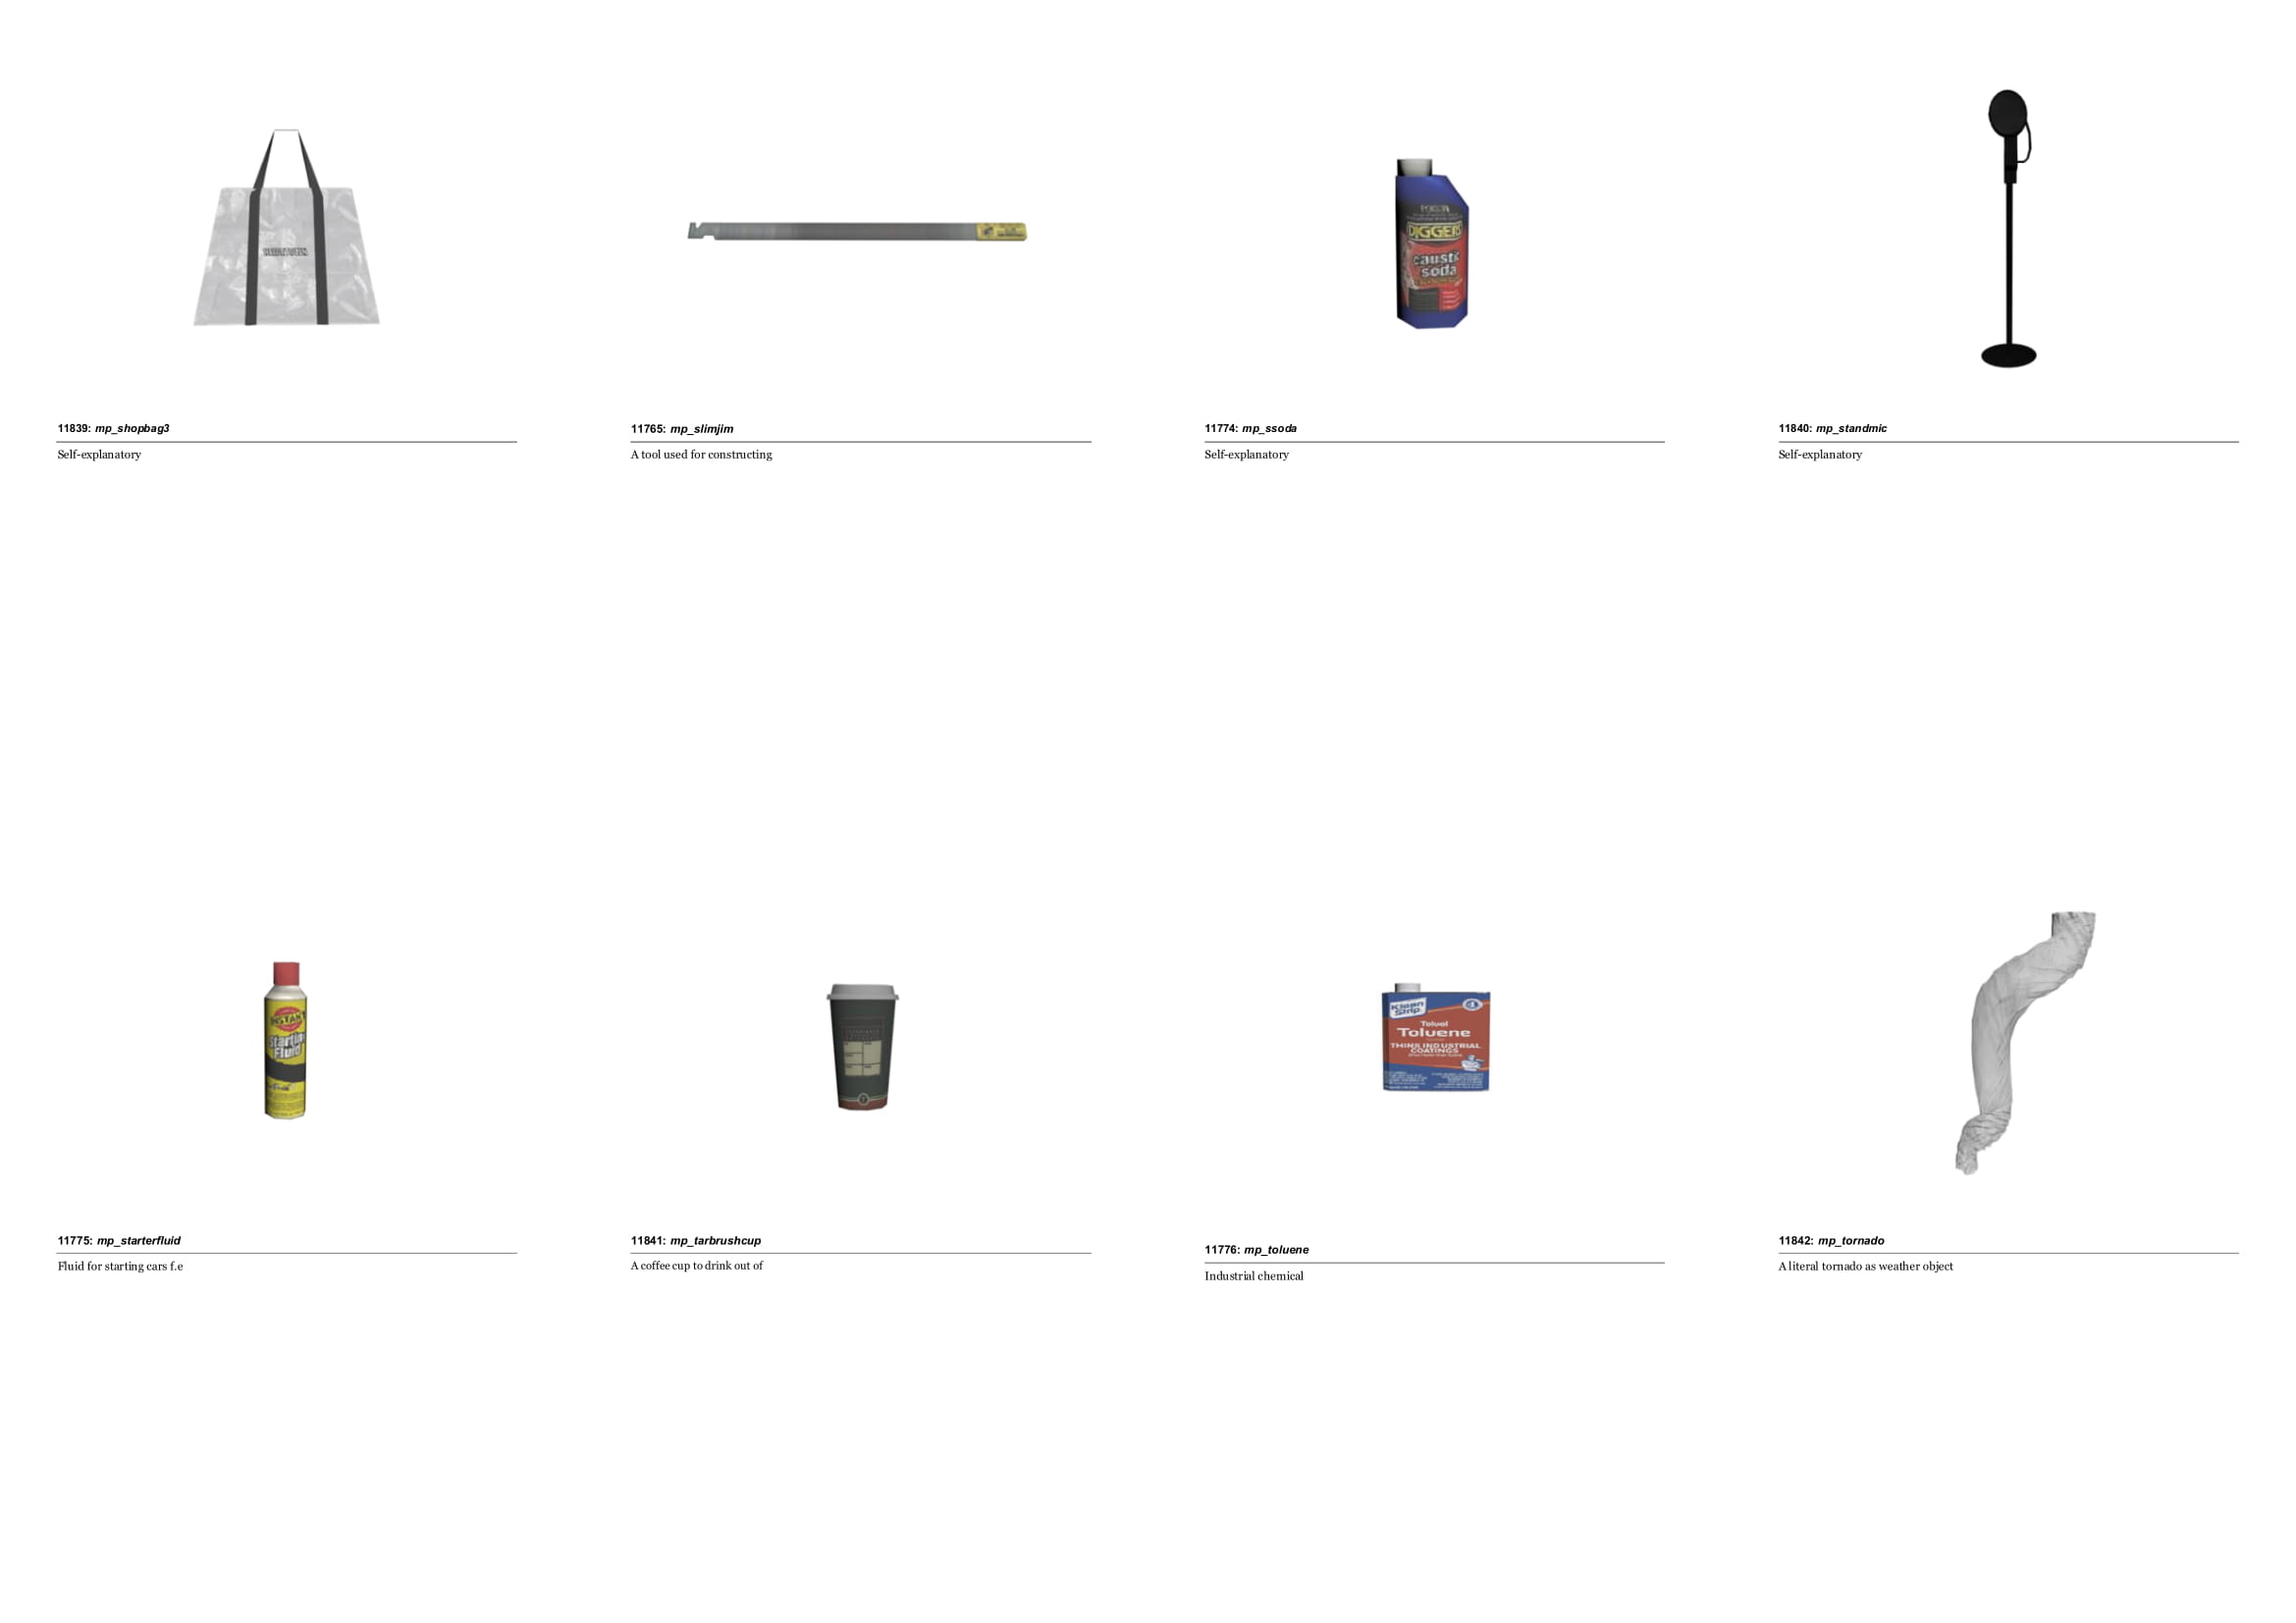 POISON
DIGGERS
caustic
soda
11839: mp_shopbag3
Self-explanatory
11765: mp_slimjim
A tool used for constructing
11774: mp_ssoda
Self-explanatory
11840: mp_standmic
Self-explanatory
INSTANT
Starting
Fluid
Klean
Strip
Toluol
Toluene
THINS INDUSTRIAL
COATINGS
11775: mp_starterfluid
Fluid for starting cars f.e
11841: mp_tarbrushcup
A coffee cup to drink out of
11776: mp_toluene
Industrial chemical
11842: mp_tornado
A literal tornado as weather object